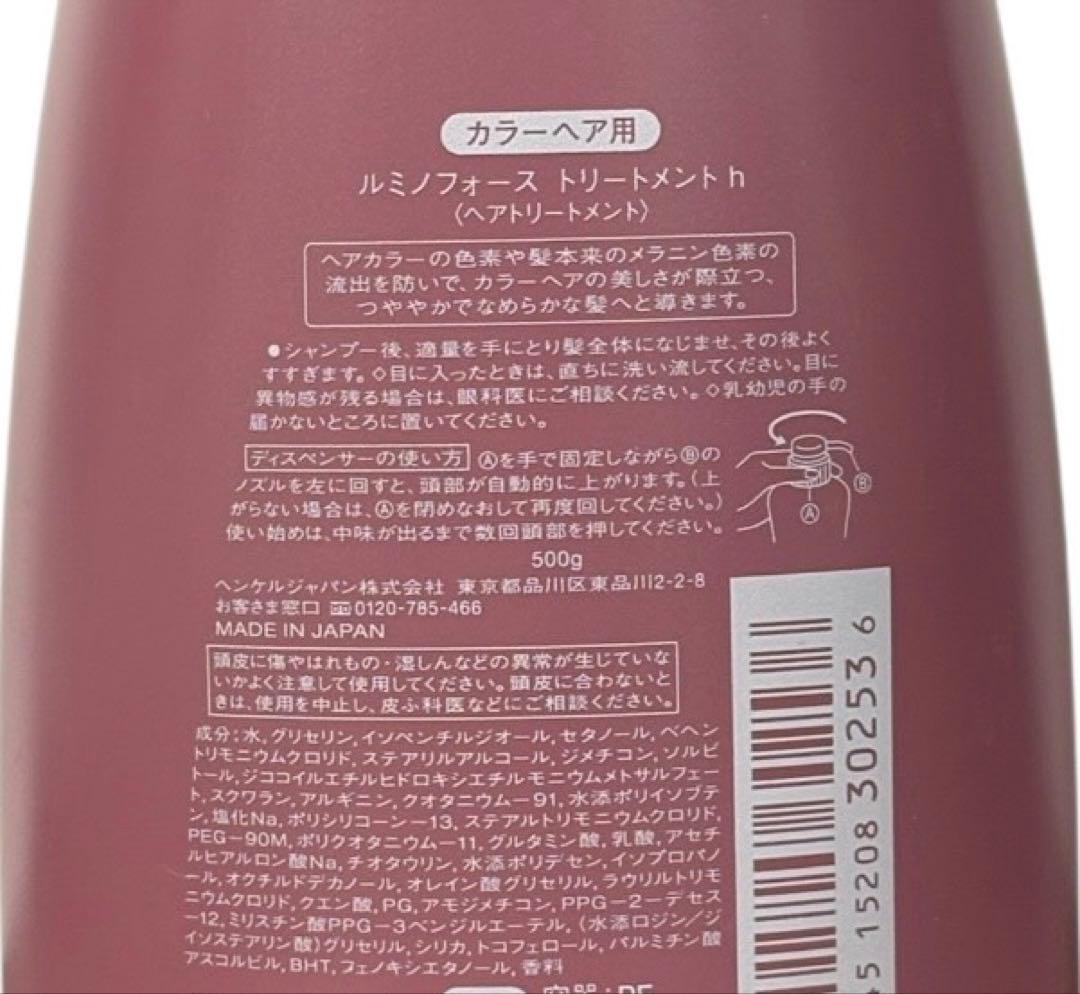 カラーヘア用
ルミノフォース トリートメント h
〈ヘアトリートメント〉
ヘアカラーの色素や髪本来のメラニン色素の
流出を防いで、カラーヘアの美しさが際立つ、
つややかでなめらかな髪へと導きます。
●シャンプー後、適量を手にとり髪全体になじませ、その後よく
すすぎます。◇目に入ったときは、直ちに洗い流してください。目に
異物感が残る場合は、眼科医にご相談ください。◇乳幼児の手の
届かないところに置いてください。
ディスペンサーの使い方 Ⓐを手で固定しながらⒷの
ノズルを左に回すと、頭部が自動的に上がります。(上
がらない場合は、Ⓐを閉めなおして再度回してください。)
使い始めは、中味が出るまで数回頭部を押してください。
Ⓑ
Ⓐ
500g
ヘンケルジャパン株式会社 東京都品川区東品川2-2-8
お客さま窓口 0120-785-466
MADE IN JAPAN
頭皮に傷やはれもの・湿しんなどの異常が生じていな
いかよく注意して使用してください。頭皮に合わないと
きは、使用を中止し、皮ふ科医などにご相談ください。
成分:水, グリセリン, イソペンチルジオール, セタノール, ベヘン
トリモニウムクロリド, ステアリルアルコール, ジメチコン, ソルビ
トール, ジココイルエチルヒドロキシエチルモニウムメトサルフェー
ト, スクワラン, アルギニン, クオタニウム−91, 水添ポリイソブテ
ン, 塩化Na, ポリシリコーン−13, ステアルトリモニウムクロリド,
PEG−90M, ポリクオタニウム−11, グルタミン酸, 乳酸, アセチ
ルヒアルロン酸Na, チオタウリン, 水添ポリデセン, イソプロパノ
ール, オクチルドデカノール, オレイン酸グリセリル, ラウリルトリモ
ニウムクロリド, クエン酸, PG, アモジメチコン, PPG−2−デセス
−12, ミリスチン酸PPG−3ベンジルエーテル, (水添ロジン/ジ
イソステアリン酸)グリセリル, シリカ, トコフェロール, パルミチン酸
アスコルビル, BHT, フェノキシエタノール, 香料
45 15208 30253 6